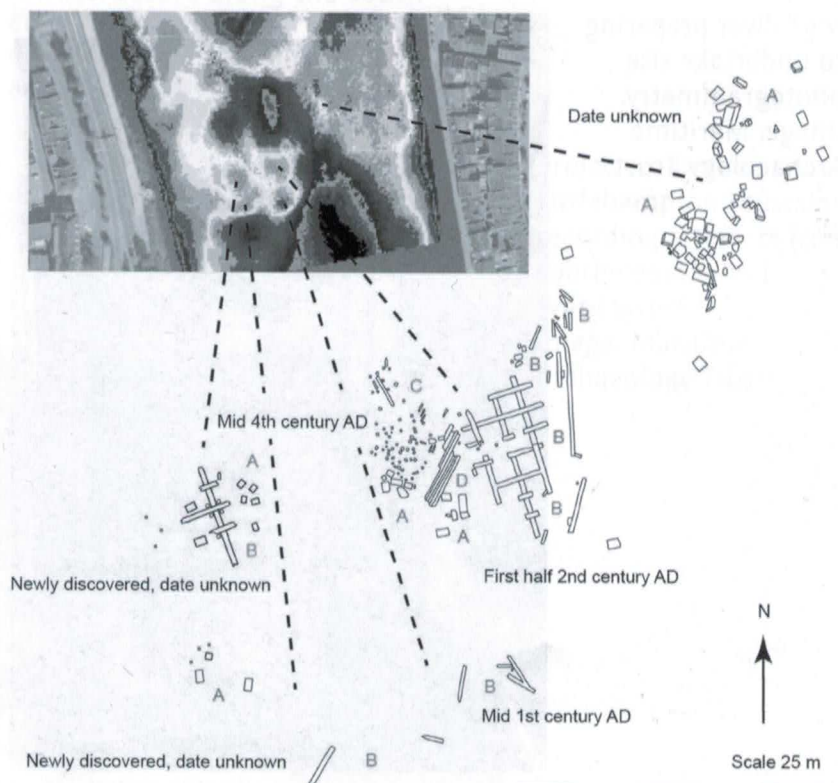 Date unknown
A
B
B
C
Mid 4th century AD
B
A
D
A
B
A
B
Newly discovered, date unknown
First half 2nd century AD
N
A
B
Mid 1st century AD
B
Newly discovered, date unknown
Scale 25 m